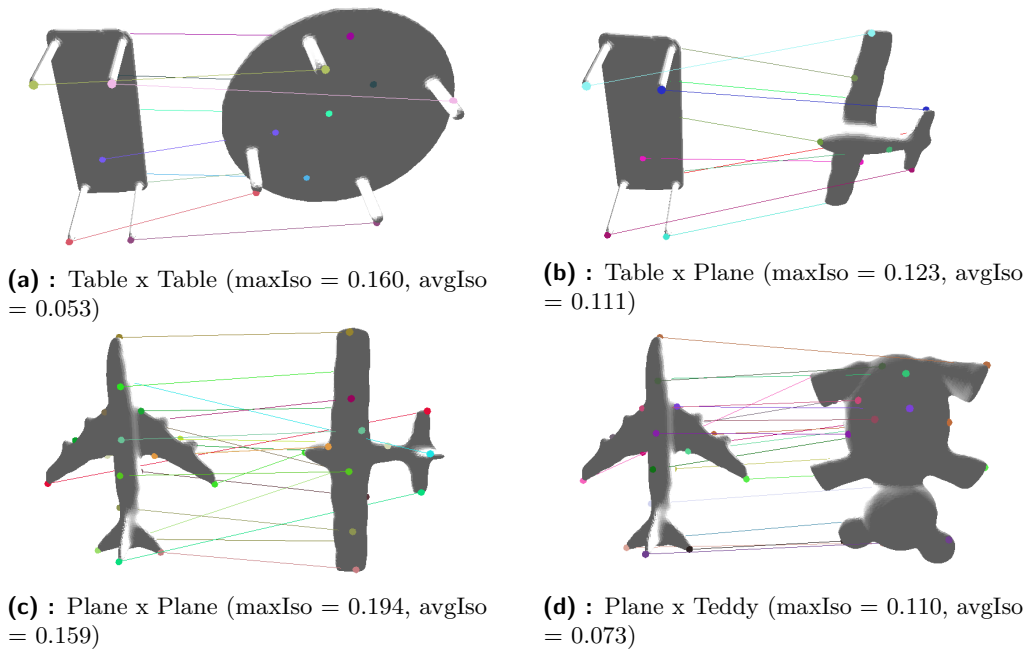 (a) : Table x Table (maxIso = 0.160, avgIso
= 0.053)
(b) : Table x Plane (maxIso = 0.123, avgIso
= 0.111)
(c) : Plane x Plane (maxIso = 0.194, avgIso
= 0.159)
(d) : Plane x Teddy (maxIso = 0.110, avgIso
= 0.073)